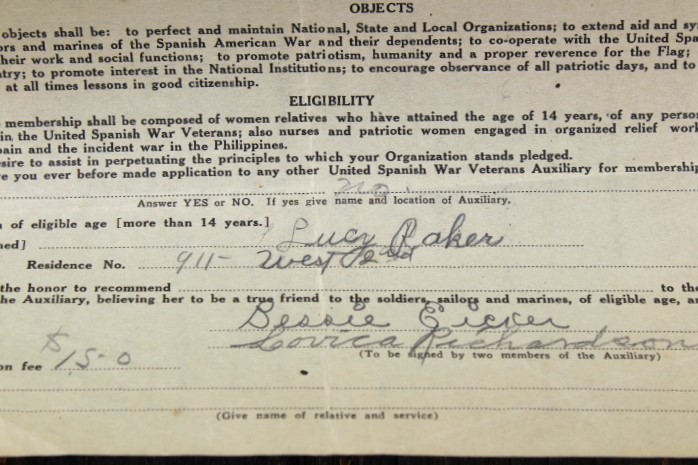 OBJECTS
objects shall be: to perfect and maintain National, State and Local Organizations; to extend aid and sy
ors and marines of the Spanish American War and their dependents; to co-operate with the United Spa
their work and social functions; to promote patriotism, humanity and a proper reverence for the Flag;
try; to promote interest in the National Institutions; to encourage observance of all patriotic days, and to
at all times lessons in good citizenship.
ELIGIBILITY
membership shall be composed of women relatives who have attained the age of 14 years, of any perso
in the United Spanish War Veterans; also nurses and patriotic women engaged in organized relief work
pain and the incident war in the Philippines.
esire to assist in perpetuating the principles to which your Organization stands pledged.
ve you ever before made application to any other United Spanish War Veterans Auxiliary for membership
no.
Answer YES or NO. If yes give name and location of Auxiliary.
n of eligible age [more than 14 years.]
ned] Lucy Baker
Residence No. 911- West 2nd
the honor to recommend to the
the Auxiliary, believing her to be a true friend to the soldiers, sailors and marines, of eligible age, a
Bessie Eicker
Lovica Richardson
(To be signed by two members of the Auxiliary)
on fee $15-0
(Give name of relative and service)